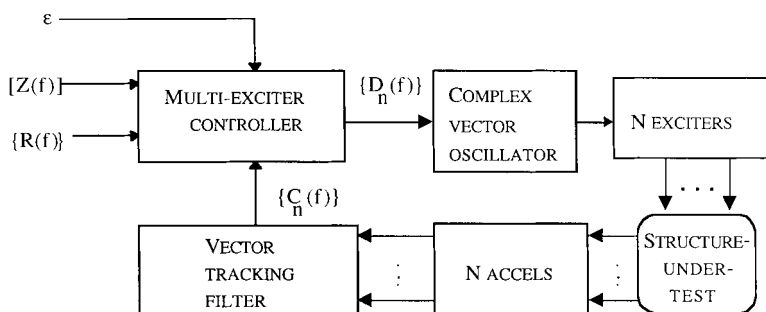 ε
[Z(f)]
{R(f)}
MULTI-EXCITER
CONTROLLER
{D_n(f)}
COMPLEX
VECTOR
OSCILLATOR
N EXCITERS
. . .
{C_n(f)}
VECTOR
TRACKING
FILTER
N ACCELS
STRUCTURE-
UNDER-
TEST